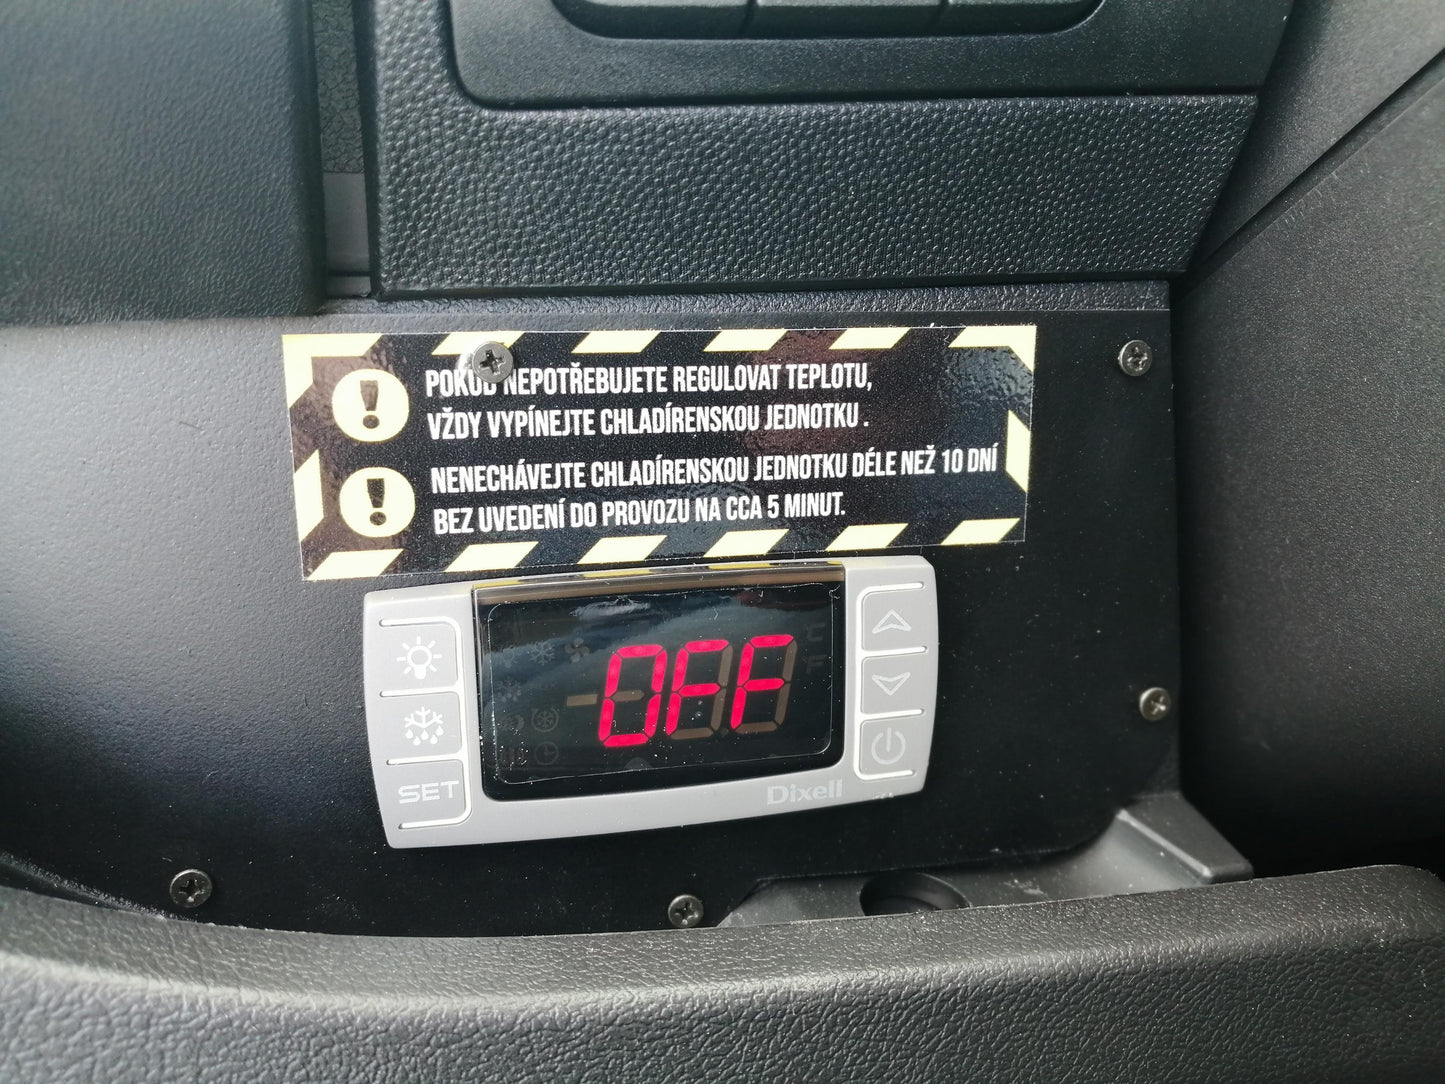 POKUD NEPOTŘEBUJETE REGULOVAT TEPLOTU,
VŽDY VYPÍNEJTE CHLADÍRENSKOU JEDNOTKU .
NENECHÁVEJTE CHLADÍRENSKOU JEDNOTKU DÉLE NEŽ 10 DNÍ
BEZ UVEDENÍ DO PROVOZU NA CCA 5 MINUT.
OFF
SET
Dixell